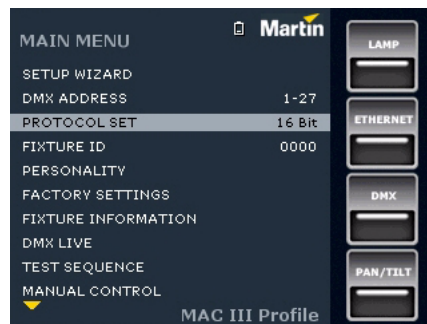 Martin
MAIN MENU
SETUP WIZARD
DMX ADDRESS 1-27
PROTOCOL SET 16 Bit
FIXTURE ID 0000
PERSONALITY
FACTORY SETTINGS
FIXTURE INFORMATION
DMX LIVE
TEST SEQUENCE
MANUAL CONTROL
MAC III Profile
LAMP
ETHERNET
DMX
PAN/TILT